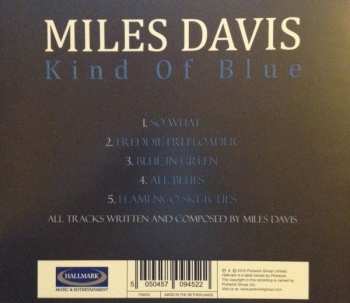 MILES DAVIS
Kind Of Blue
1. SO WHAT
2. FREDDIE FREELOADER
3. BLUE IN GREEN
4. ALL BLUES
5. FLAMENCO SKETCHES
ALL TRACKS WRITTEN AND COMPOSED BY MILES DAVIS
HALLMARK
MUSIC & ENTERTAINMENT
5 050457 094522
MADE IN THE NETHERLANDS